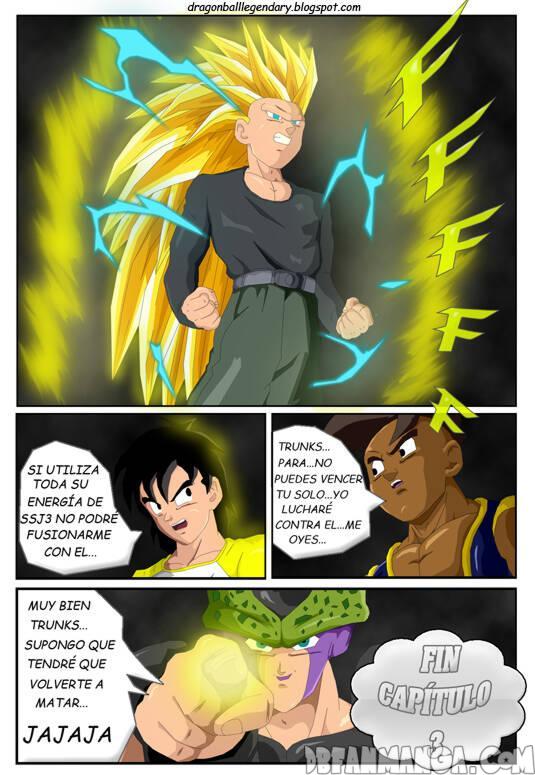 dragonballlegendary.blogspot.com
F
F
F
F
F
A
SI UTILIZA
TODA SU
ENERGÍA DE
SSJ3 NO PODRÉ
FUSIONARME
CON EL...
TRUNKS...
PARA...NO
PUEDES VENCER
TU SOLO...YO
LUCHARÉ
CONTRA EL...ME
OYES...
MUY BIEN
TRUNKS...
SUPONGO QUE
TENDRÉ QUE
VOLVERTE A
MATAR...
JAJAJA
FIN
CAPÍTULO
3
DBFANMANGA.COM